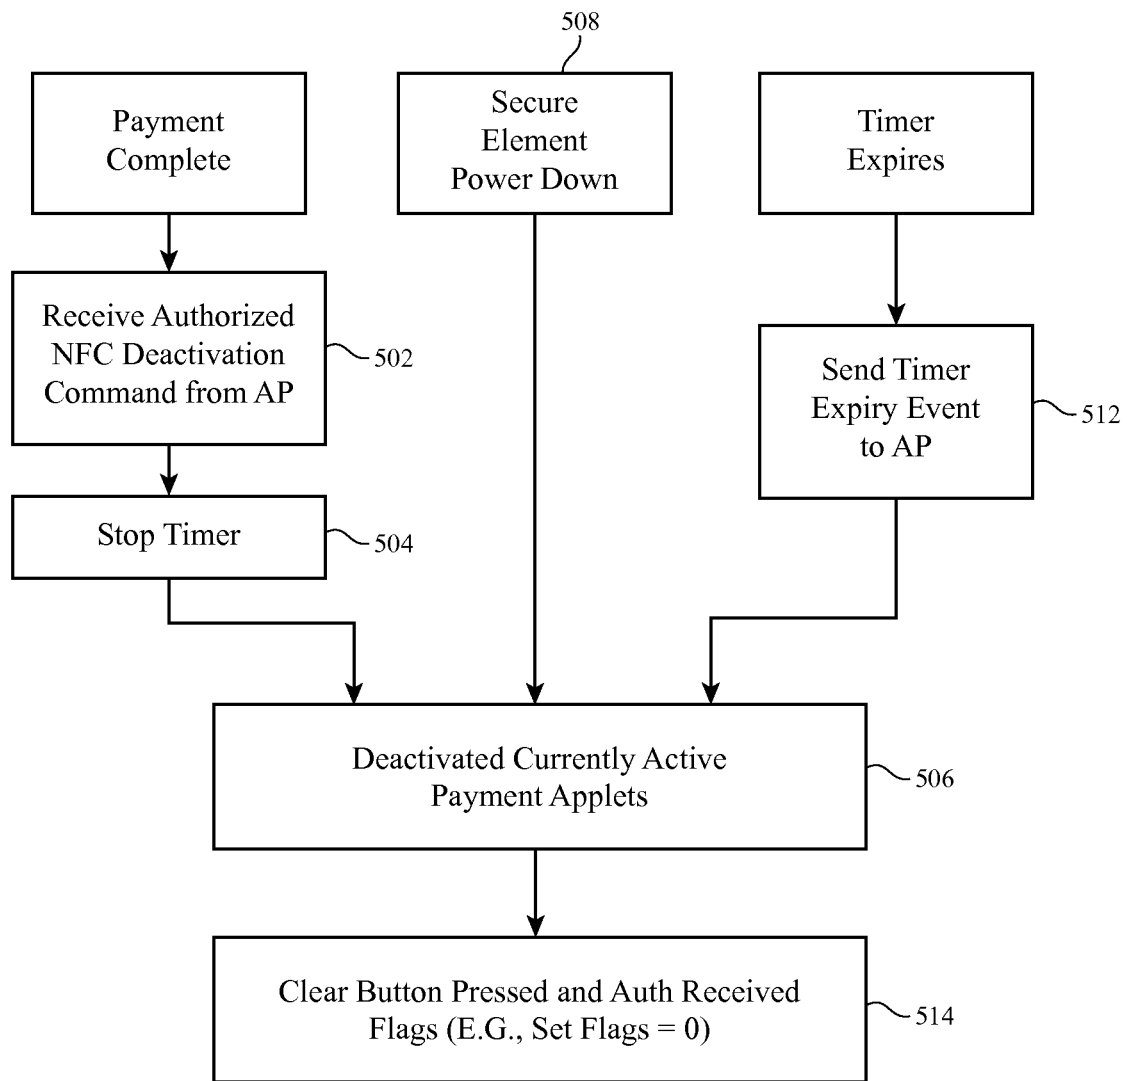 508
Payment
Complete
Secure
Element
Power Down
Timer
Expires
Receive Authorized
NFC Deactivation
Command from AP
502
Send Timer
Expiry Event
to AP
512
Stop Timer
504
Deactivated Currently Active
Payment Applets
506
Clear Button Pressed and Auth Received
Flags (E.G., Set Flags = 0)
514